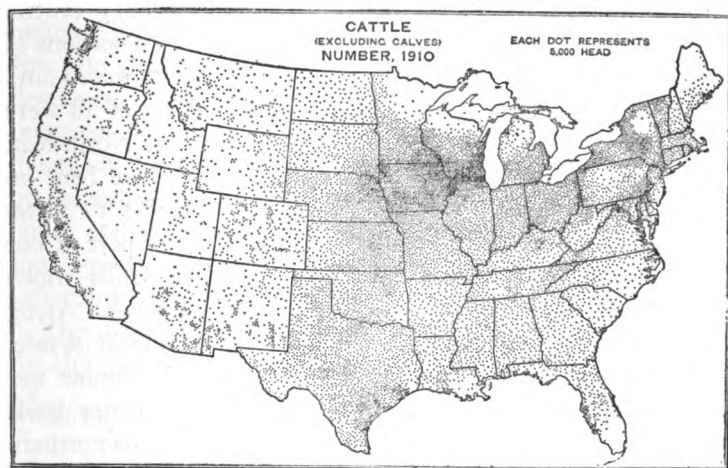 CATTLE
(EXCLUDING CALVES)
NUMBER, 1910
EACH DOT REPRESENTS
5,000 HEAD